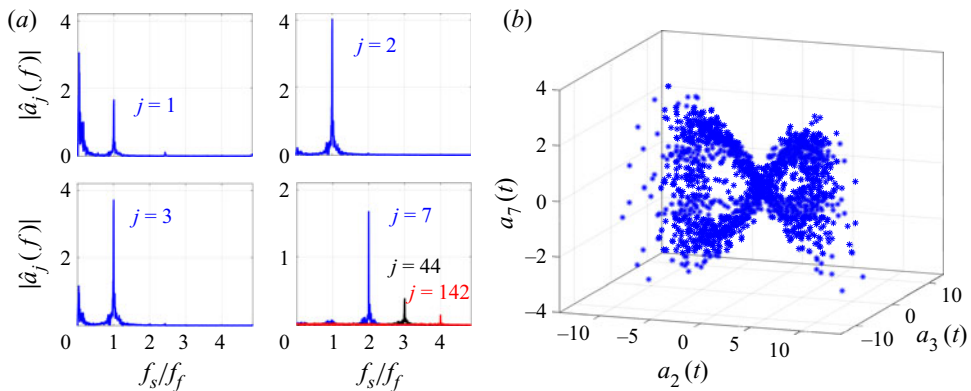 (a)
4
2
0
|â_j(f)|
j = 1
4
2
0
j = 2
4
2
0
|â_j(f)|
j = 3
0 1 2 3 4
f_s/f_f
2
1
j = 7
j = 44
j = 142
0 1 2 3 4
f_s/f_f
(b)
4
2
0
−2
−4
a_7(t)
−10 −5 0 5 10
a_2(t)
−10 0 10
a_3(t)